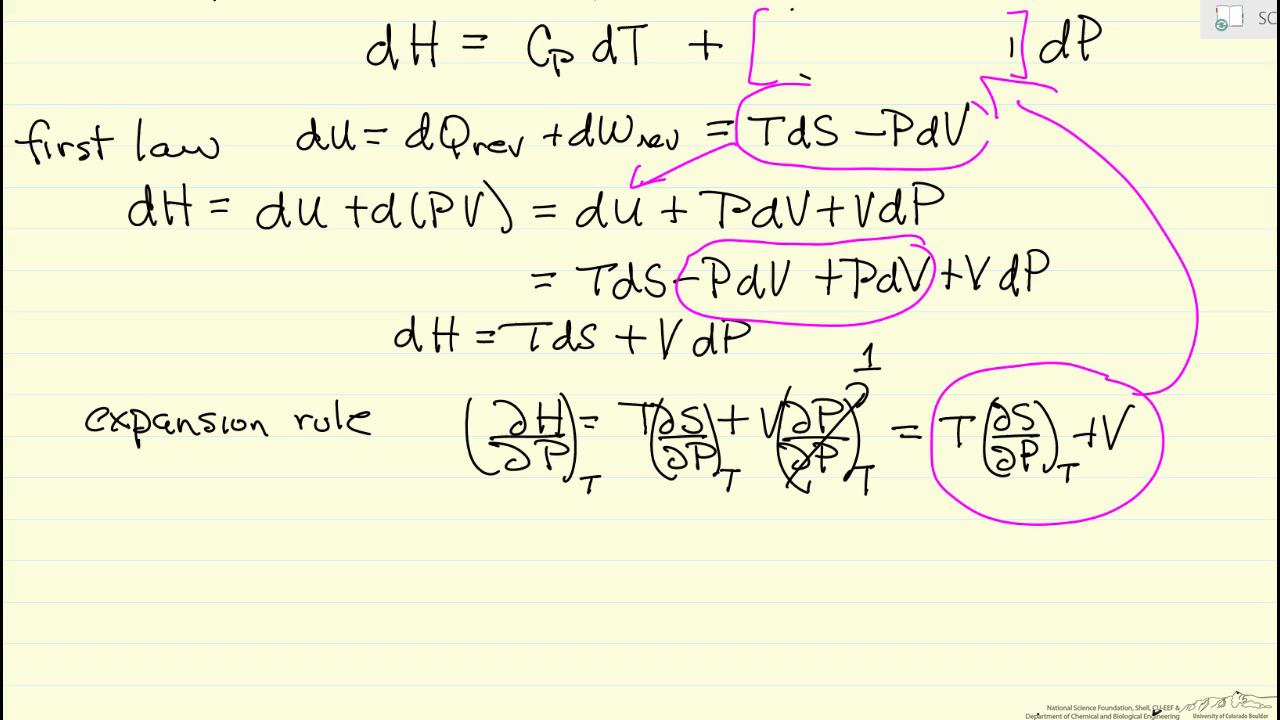 SC
dH = Cp dT + [ ] dP
first law dU = dQrev + dWrev = TdS - PdV
dH = dU + d(PV) = dU + PdV + VdP
= TdS - PdV + PdV + VdP
dH = TdS + VdP
1
expansion rule (∂H/∂P)T = T(∂S/∂P)T + V(∂P/∂P)T = T(∂S/∂P)T + V
National Science Foundation, Shell, CU-EEF &
Department of Chemical and Biological Engineering
University of Colorado Boulder